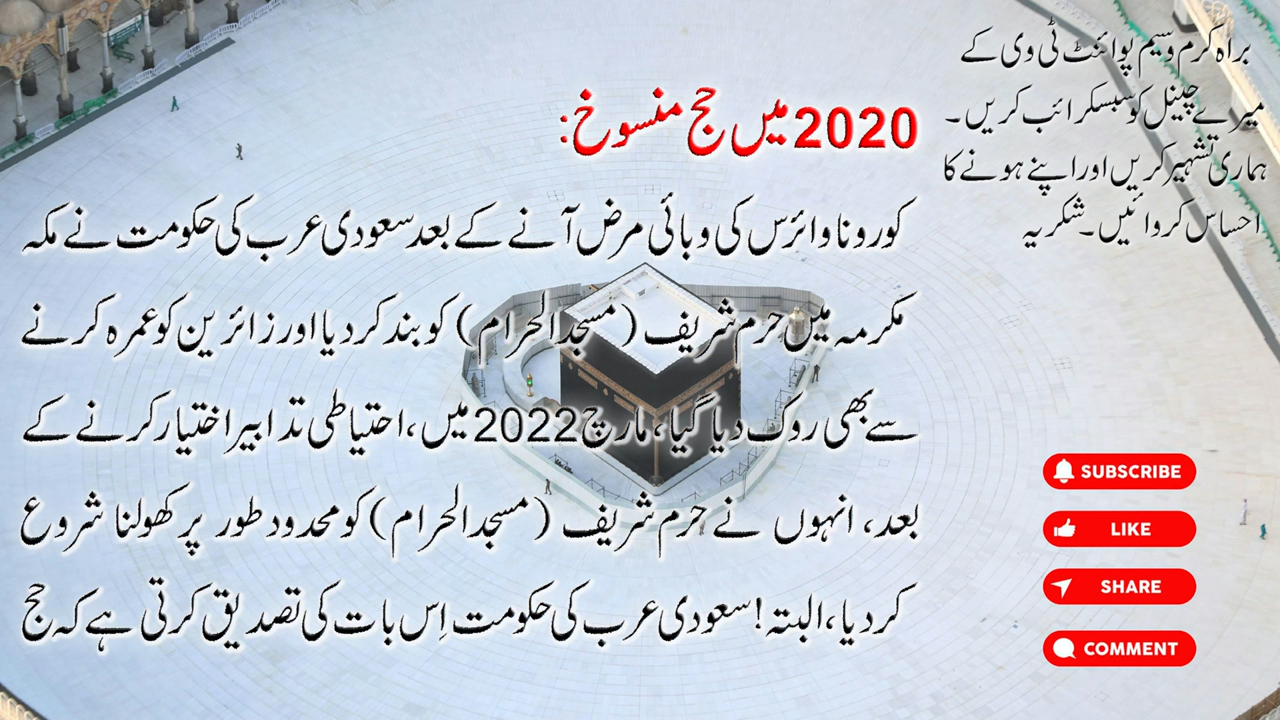 براہ کرم وسیم پوائنٹ ٹی وی کے
میرے چینل کو سبسکرائب کریں۔
ہماری تشہیر کریں اور اپنے ہونے کا
احساس کروائیں۔ شکریہ
2020 میں حج منسوخ:
کورونا وائرس کی وبائی مرض آنے کے بعد سعودی عرب کی حکومت نے مکہ
مکرمہ میں حرم شریف (مسجد الحرام) کو بند کر دیا اور زائرین کو عمرہ کرنے
سے بھی روک دیا گیا، مارچ 2022 میں، احتیاطی تدابیر اختیار کرنے کے
بعد، انہوں نے حرم شریف (مسجد الحرام) کو محدود طور پر کھولنا شروع
کر دیا، البتہ! سعودی عرب کی حکومت اِس بات کی تصدیق کرتی ہے کہ حج
SUBSCRIBE
LIKE
SHARE
COMMENT